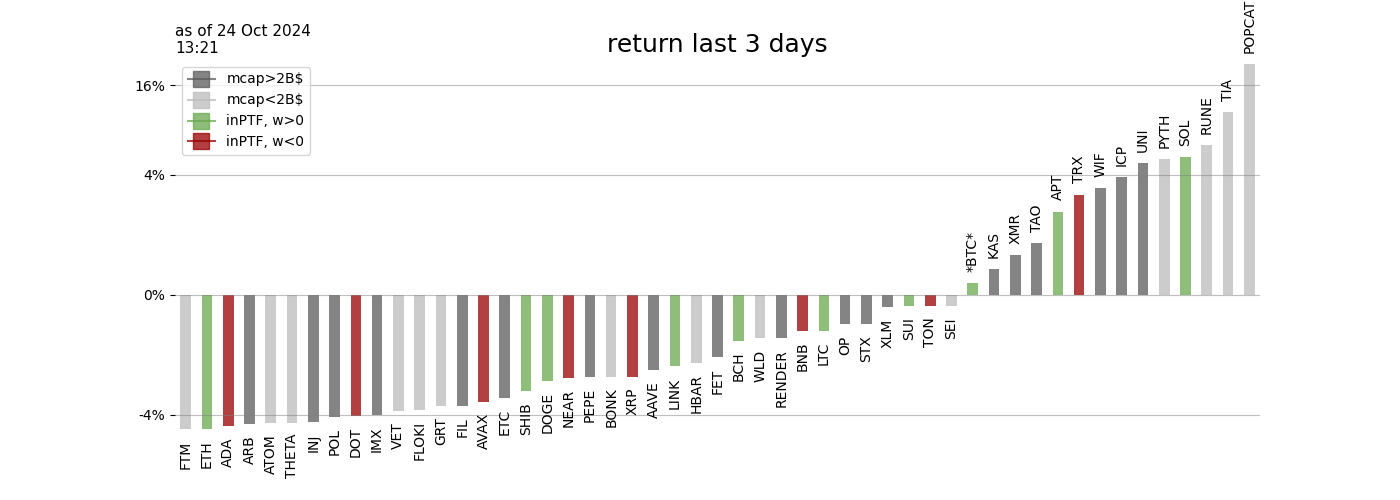 as of 24 Oct 2024
13:21
return last 3 days
mcap>2B$
mcap<2B$
inPTF, w>0
inPTF, w<0
16%
4%
0%
-4%
FTM
ETH
ADA
ARB
ATOM
THETA
INJ
POL
DOT
IMX
VET
FLOKI
GRT
FIL
AVAX
ETC
SHIB
DOGE
NEAR
PEPE
BONK
XRP
AAVE
LINK
HBAR
FET
BCH
WLD
RENDER
BNB
LTC
OP
STX
XLM
SUI
TON
SEI
*BTC*
KAS
XMR
TAO
APT
TRX
WIF
ICP
UNI
PYTH
SOL
RUNE
TIA
POPCAT